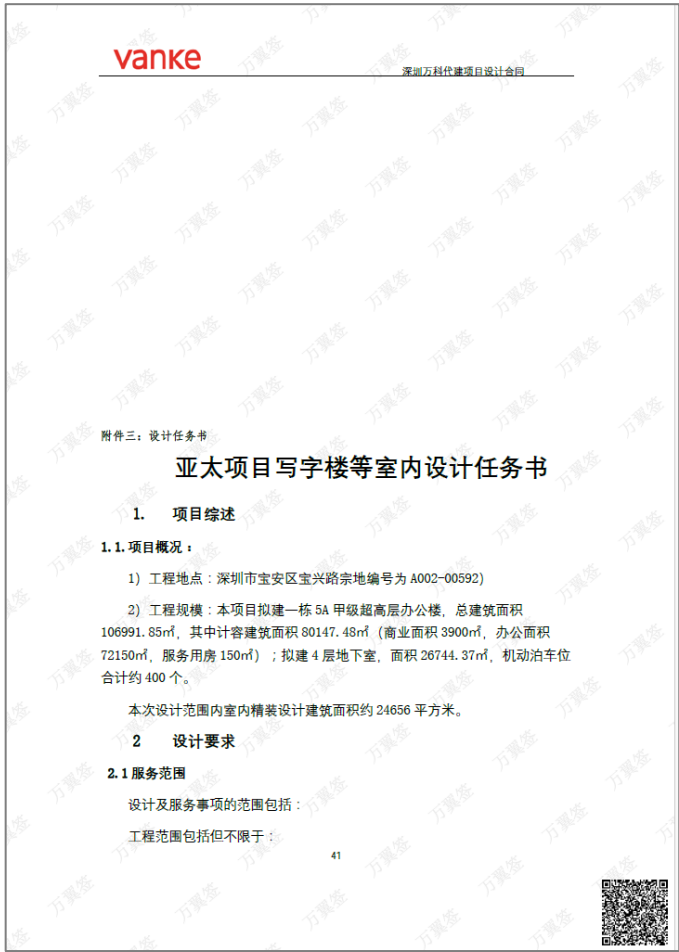 vanke
深圳万科代建项目设计合同
附件三：设计任务书
亚太项目写字楼等室内设计任务书
1. 项目综述
1.1.项目概况：
1）工程地点：深圳市宝安区宝兴路宗地编号为 A002-00592)
2）工程规模：本项目拟建一栋 5A 甲级超高层办公楼，总建筑面积
106991.85㎡，其中计容建筑面积 80147.48㎡（商业面积 3900㎡，办公面积
72150㎡，服务用房 150㎡）；拟建 4 层地下室，面积 26744.37㎡，机动泊车位
合计约 400 个。
本次设计范围内室内精装设计建筑面积约 24656 平方米。
2 设计要求
2.1 服务范围
设计及服务事项的范围包括：
工程范围包括但不限于：
41
万翼签